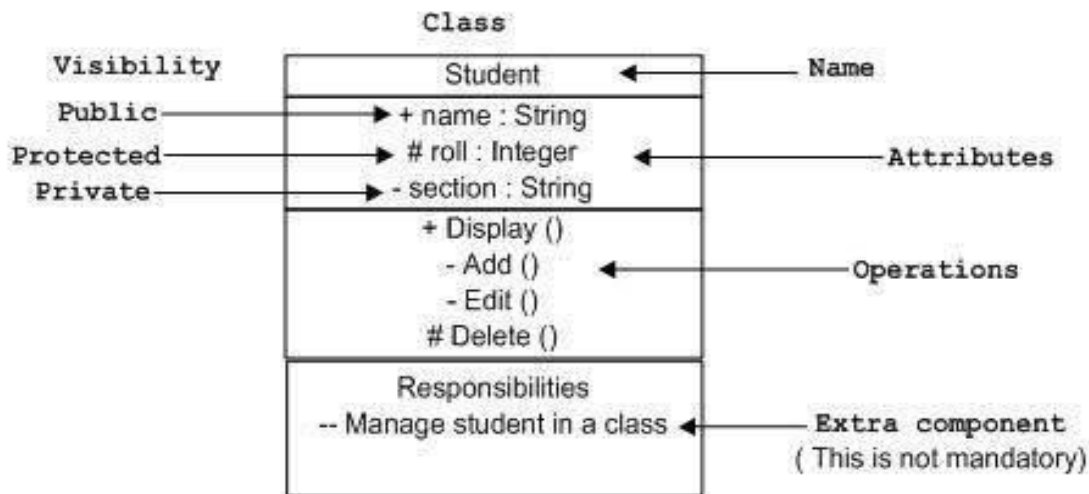 Class
Visibility
Student
Name
Public
+ name : String
Protected
# roll : Integer
Attributes
Private
- section : String
+ Display ()
- Add ()
Operations
- Edit ()
# Delete ()
Responsibilities
-- Manage student in a class
Extra component
( This is not mandatory)